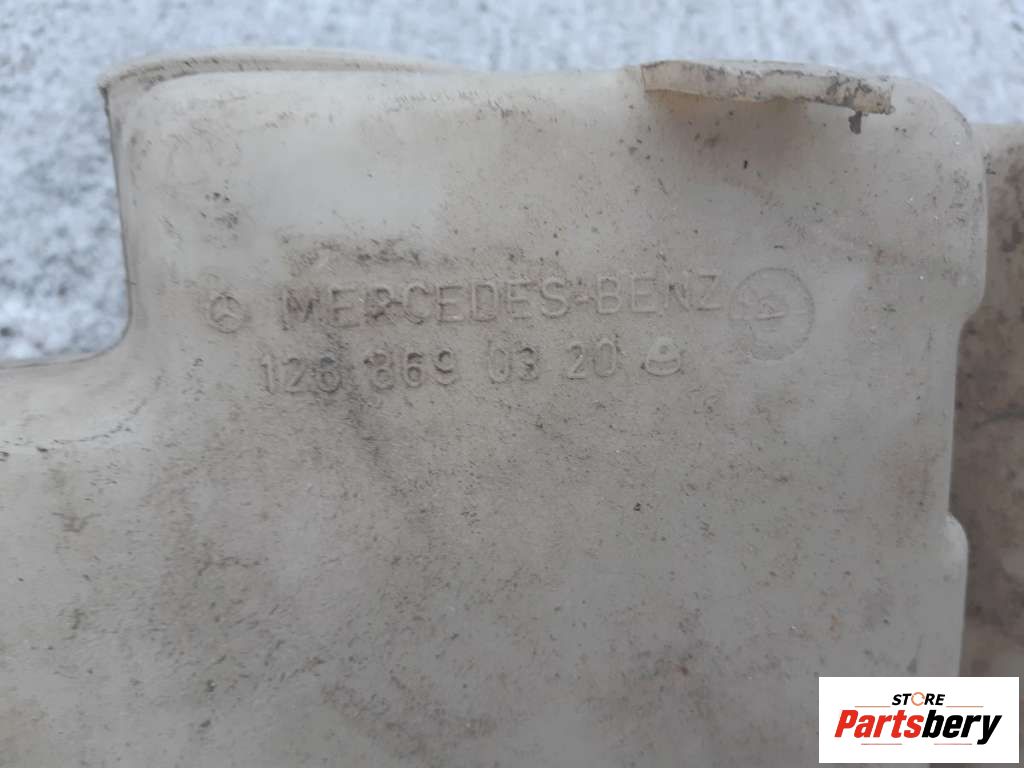 MERCEDES-BENZ
126 869 03 20
STORE
Partsbery